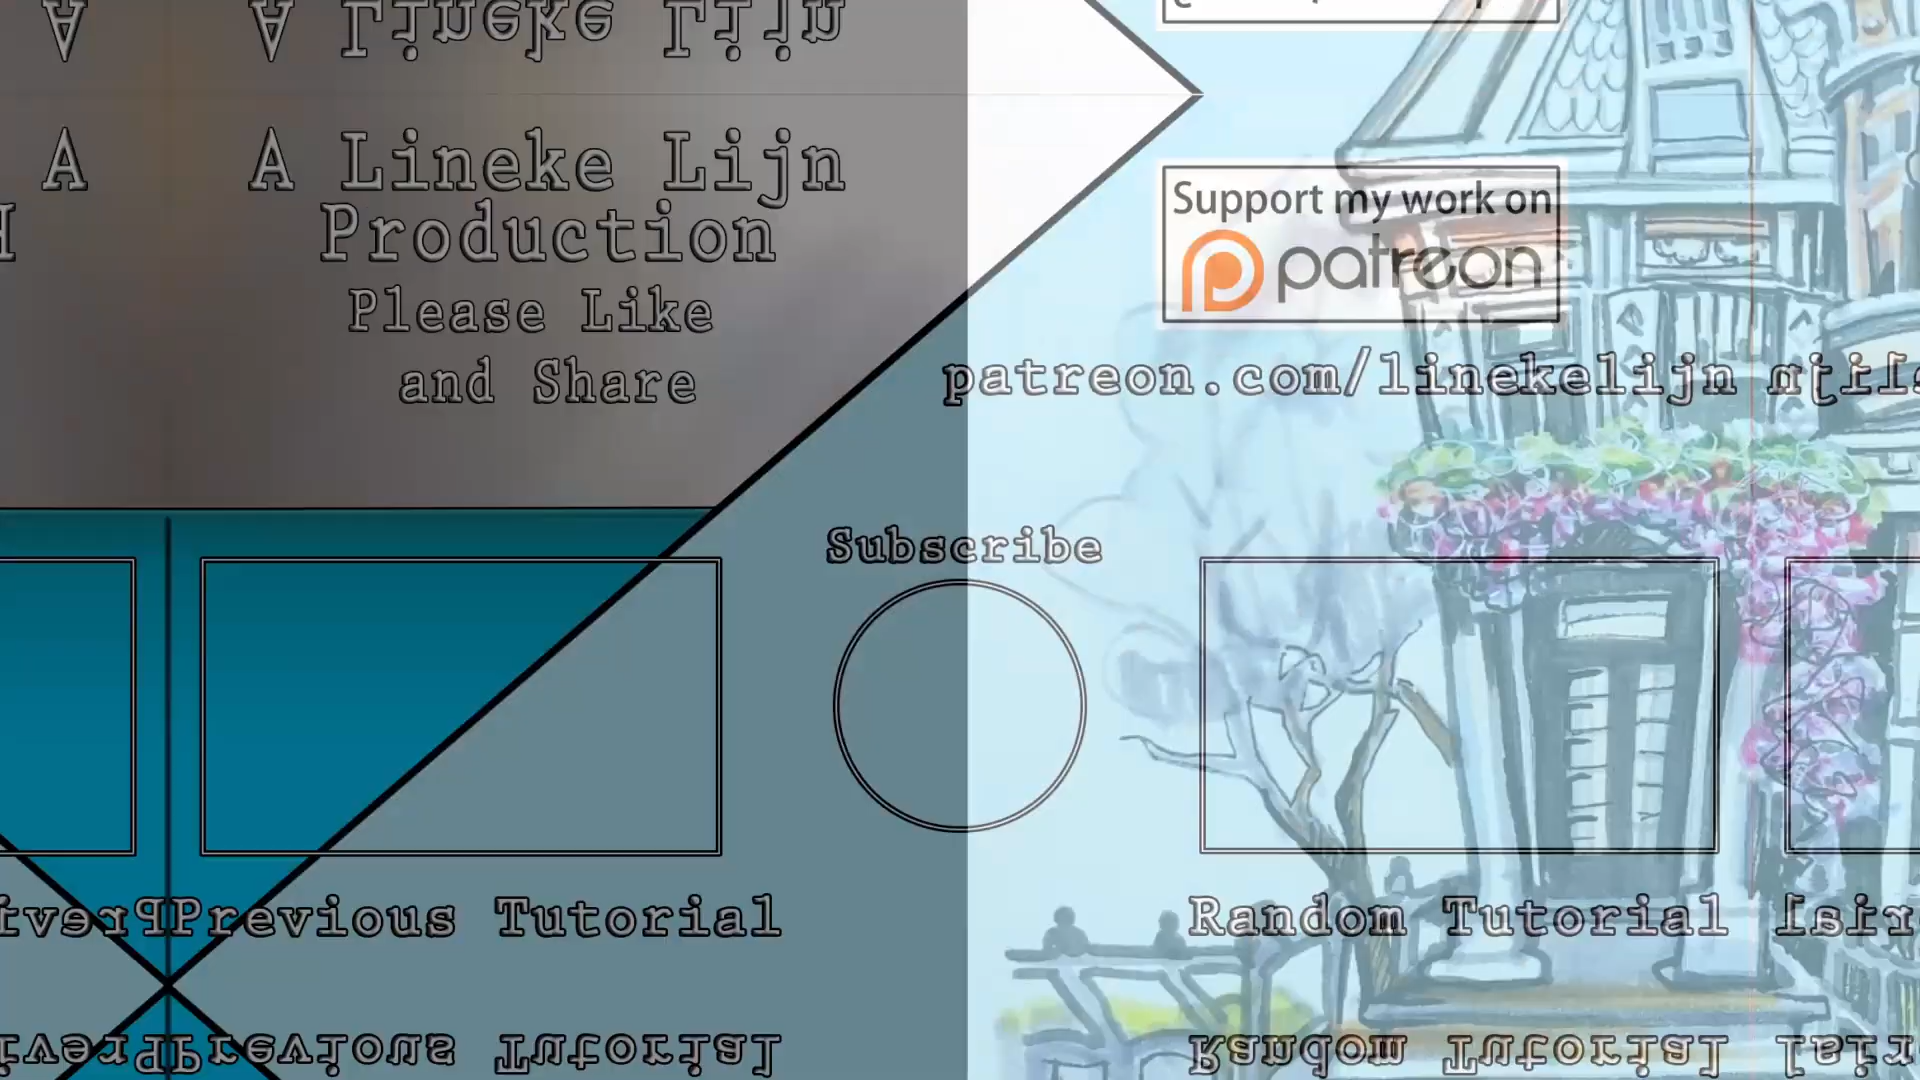 A A Lineke Lijn
Production
Please Like
and Share
Support my work on
patreon
patreon.com/linekelijn
Subscribe
Previous Tutorial
Random Tutorial